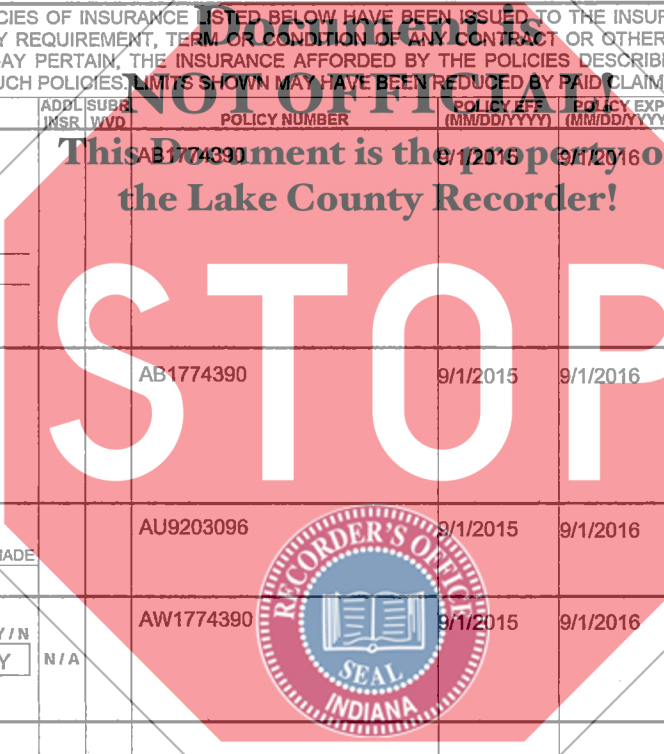 CIES OF INSURANCE LISTED BELOW HAVE BEEN ISSUED TO THE INSUR
Y REQUIREMENT, TERM OR CONDITION OF ANY CONTRACT OR OTHER
AY PERTAIN, THE INSURANCE AFFORDED BY THE POLICIES DESCRIBE
UCH POLICIES. LIMITS SHOWN MAY HAVE BEEN REDUCED BY PAID CLAIM
Document is
NOT OFFICIAL
This Document is the property o
the Lake County Recorder!
ADDL SUBR POLICY EFF POLICY EXP
INSR WVD POLICY NUMBER (MM/DD/YYYY) (MM/DD/YYYY
AB1774390 9/1/2015 9/1/2016
STOP
AB1774390 9/1/2015 9/1/2016
AU9203096 9/1/2015 9/1/2016
MADE
AW1774390 9/1/2015 9/1/2016
Y / N
Y N / A
RECORDER'S OFFICE
SEAL
INDIANA